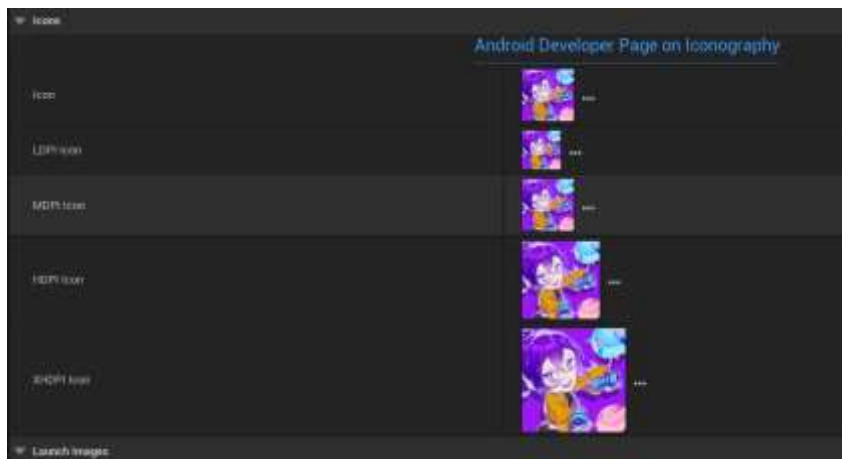 Icons
Android Developer Page on Iconography
Icon
...
LDPI Icon
...
MDPI Icon
...
HDPI Icon
...
XHDPI Icon
...
Launch Images